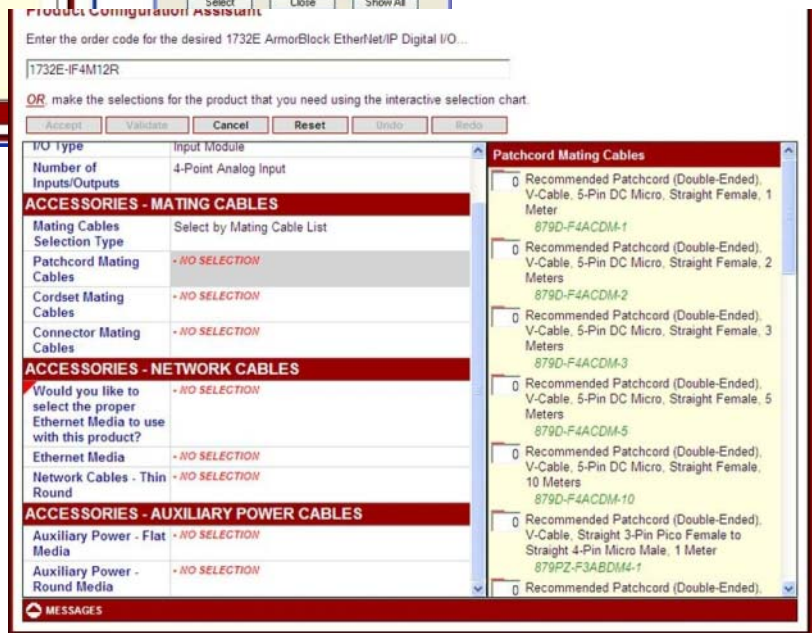 Select Close Show All
Product Configuration Assistant
Enter the order code for the desired 1732E ArmorBlock EtherNet/IP Digital I/O...
1732E-IF4M12R
OR, make the selections for the product that you need using the interactive selection chart.
Accept Validate Cancel Reset Undo Redo
I/O Type Input Module
Number of Inputs/Outputs 4-Point Analog Input
ACCESSORIES - MATING CABLES
Mating Cables Selection Type Select by Mating Cable List
Patchcord Mating Cables - NO SELECTION
Cordset Mating Cables - NO SELECTION
Connector Mating Cables - NO SELECTION
ACCESSORIES - NETWORK CABLES
Would you like to select the proper Ethernet Media to use with this product? - NO SELECTION
Ethernet Media - NO SELECTION
Network Cables - Thin Round - NO SELECTION
ACCESSORIES - AUXILIARY POWER CABLES
Auxiliary Power - Flat Media - NO SELECTION
Auxiliary Power - Round Media - NO SELECTION
Patchcord Mating Cables
0 Recommended Patchcord (Double-Ended),
V-Cable, 5-Pin DC Micro, Straight Female, 1
Meter
879D-F4ACDM-1
0 Recommended Patchcord (Double-Ended),
V-Cable, 5-Pin DC Micro, Straight Female, 2
Meters
879D-F4ACDM-2
0 Recommended Patchcord (Double-Ended),
V-Cable, 5-Pin DC Micro, Straight Female, 3
Meters
879D-F4ACDM-3
0 Recommended Patchcord (Double-Ended),
V-Cable, 5-Pin DC Micro, Straight Female, 5
Meters
879D-F4ACDM-5
0 Recommended Patchcord (Double-Ended),
V-Cable, 5-Pin DC Micro, Straight Female,
10 Meters
879D-F4ACDM-10
0 Recommended Patchcord (Double-Ended),
V-Cable, Straight 3-Pin Pico Female to
Straight 4-Pin Micro Male, 1 Meter
879PZ-F3ABDM4-1
0 Recommended Patchcord (Double-Ended),
MESSAGES